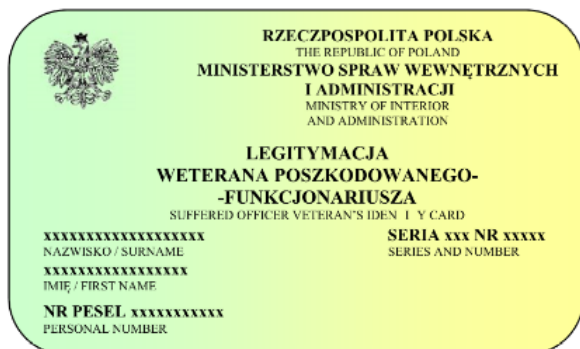 RZECZPOSPOLITA POLSKA
THE REPUBLIC OF POLAND
MINISTERSTWO SPRAW WEWNĘTRZNYCH
I ADMINISTRACJI
MINISTRY OF INTERIOR
AND ADMINISTRATION
LEGITYMACJA
WETERANA POSZKODOWANEGO-
-FUNKCJONARIUSZA
SUFFERED OFFICER VETERAN'S IDEN I Y CARD
xxxxxxxxxxxxxxxxxxx
NAZWISKO / SURNAME
SERIA xxx NR xxxxx
SERIES AND NUMBER
xxxxxxxxxxxxxxxxx
IMIĘ / FIRST NAME
NR PESEL xxxxxxxxxxx
PERSONAL NUMBER